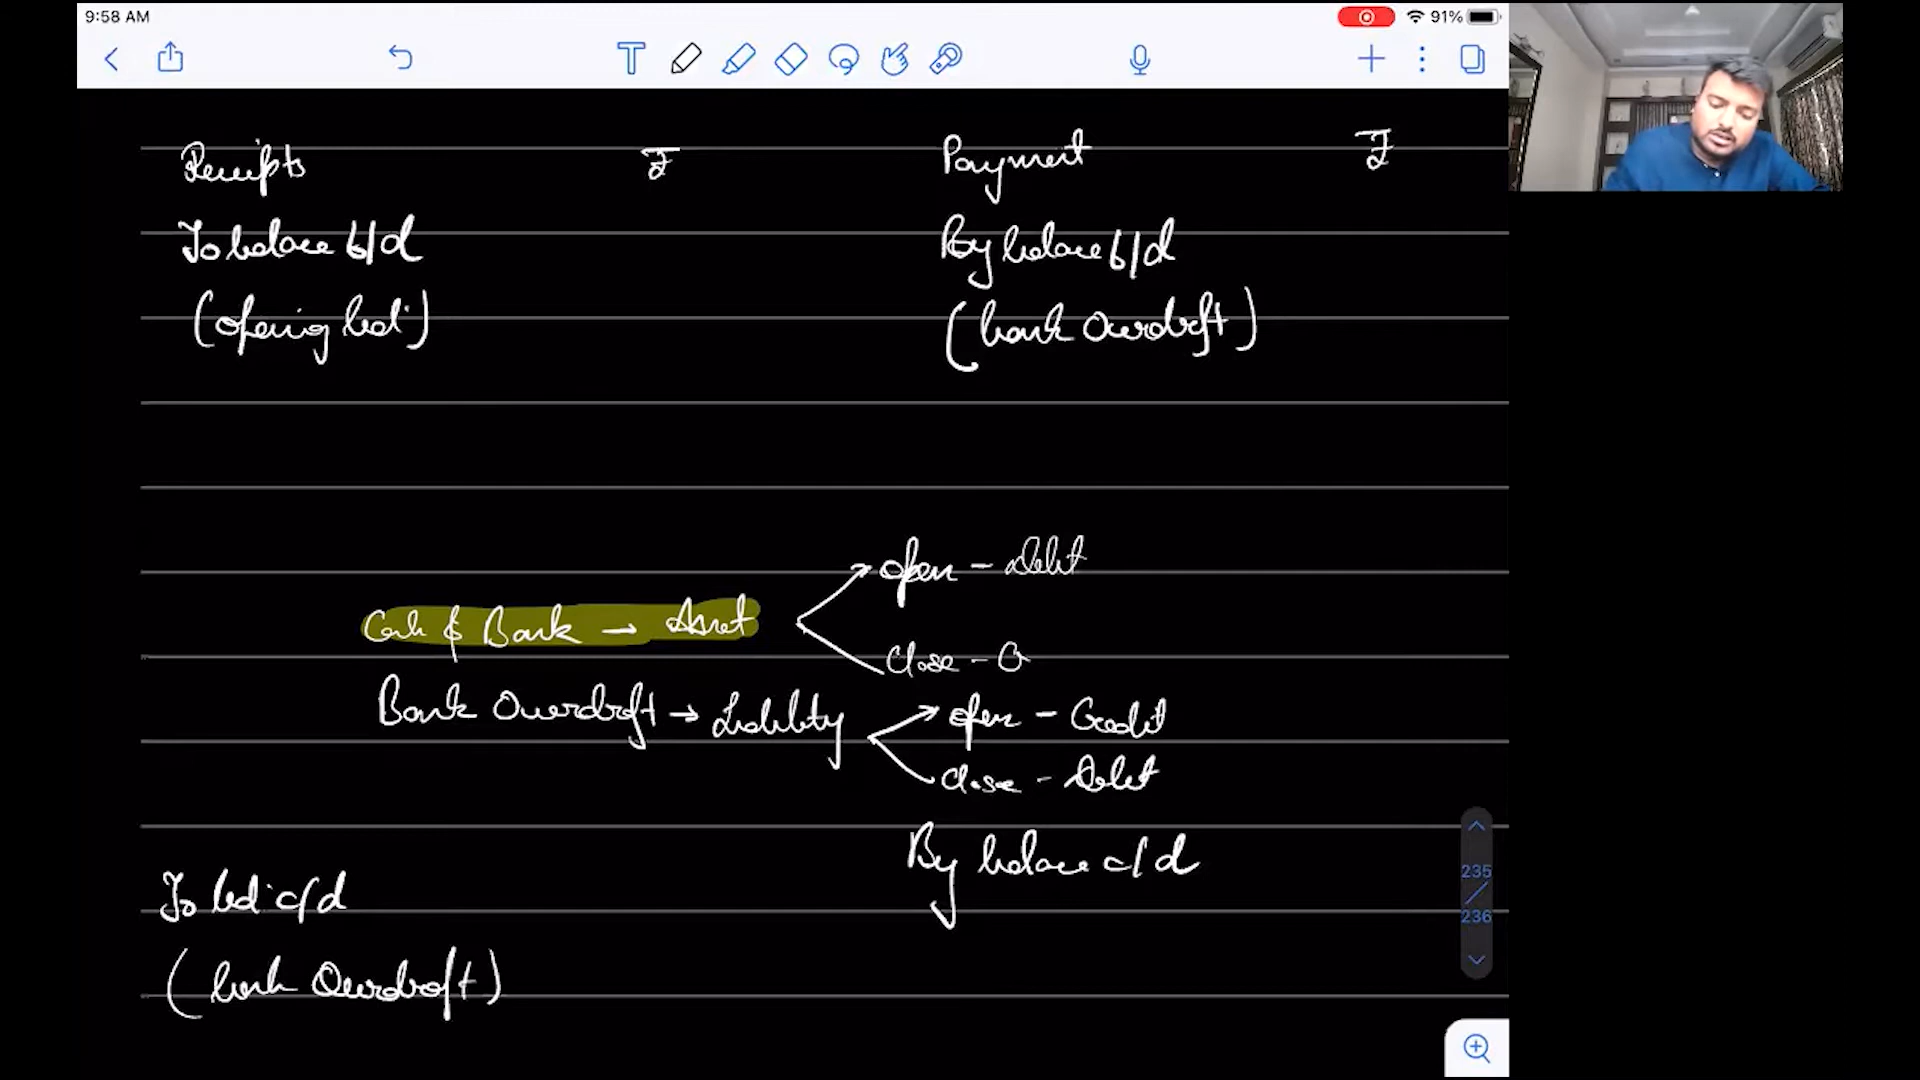 9:58 AM
91%
Receipts ₹ Payment ₹
To balance b/d By balance b/d
(opening bal.) (bank Overdraft)
open - Debit
Cash & Bank → Asset
close - Cr
Bank Overdraft → Liability open - Credit
close - Debit
By balance c/d
To bal. c/d
(bank Overdraft)
235
236